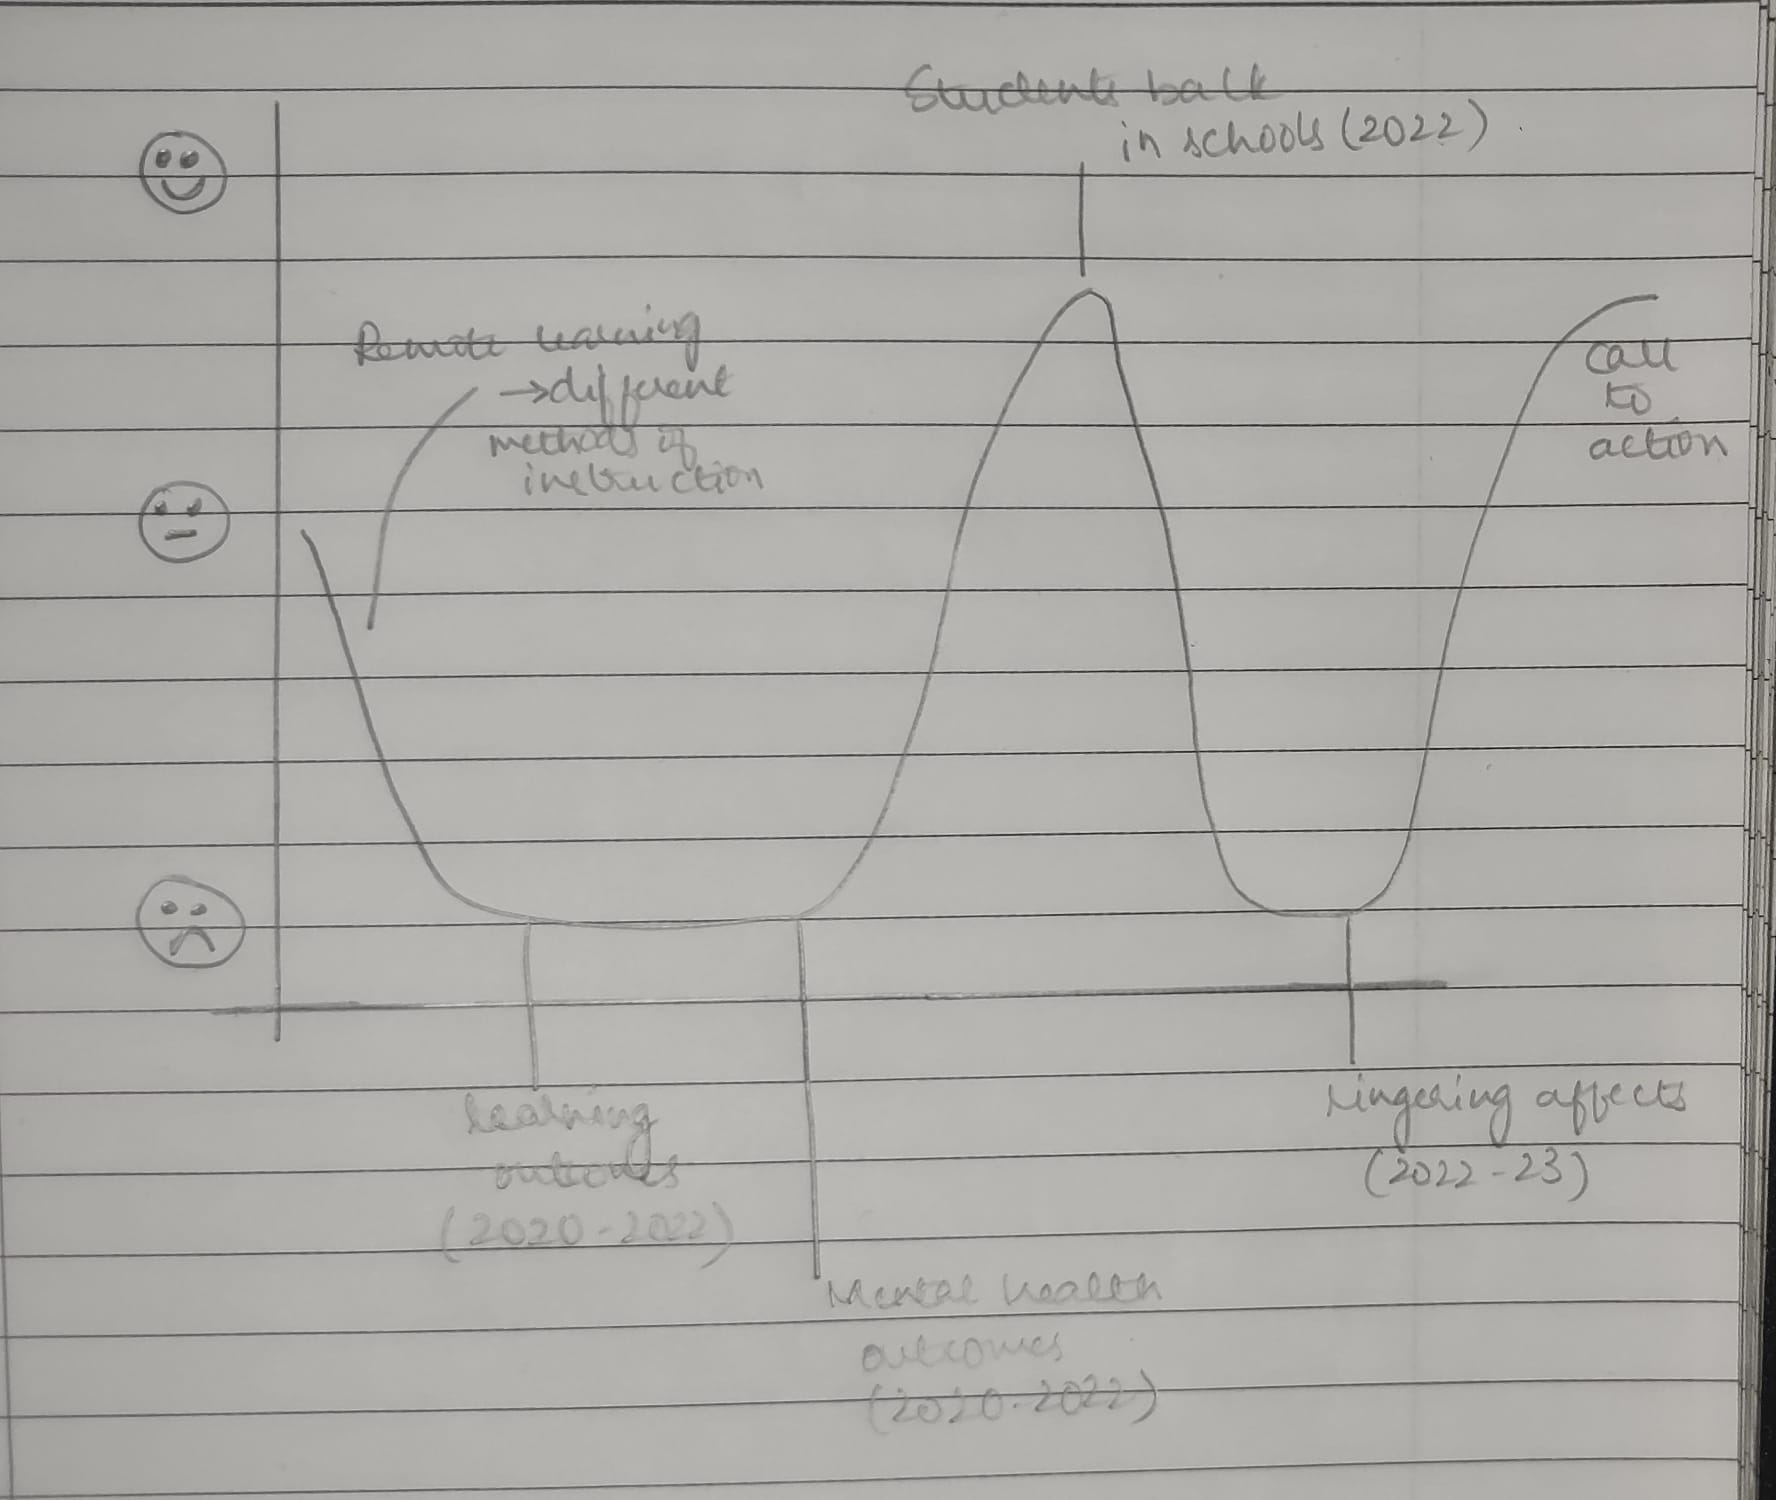 Students back
in schools (2022)
Remote learning
→ different
methods of
instruction
call
to
action
Learning
outcomes
(2020-2022)
Lingering affects
(2022-23)
Mental health
outcomes
(2020-2022)